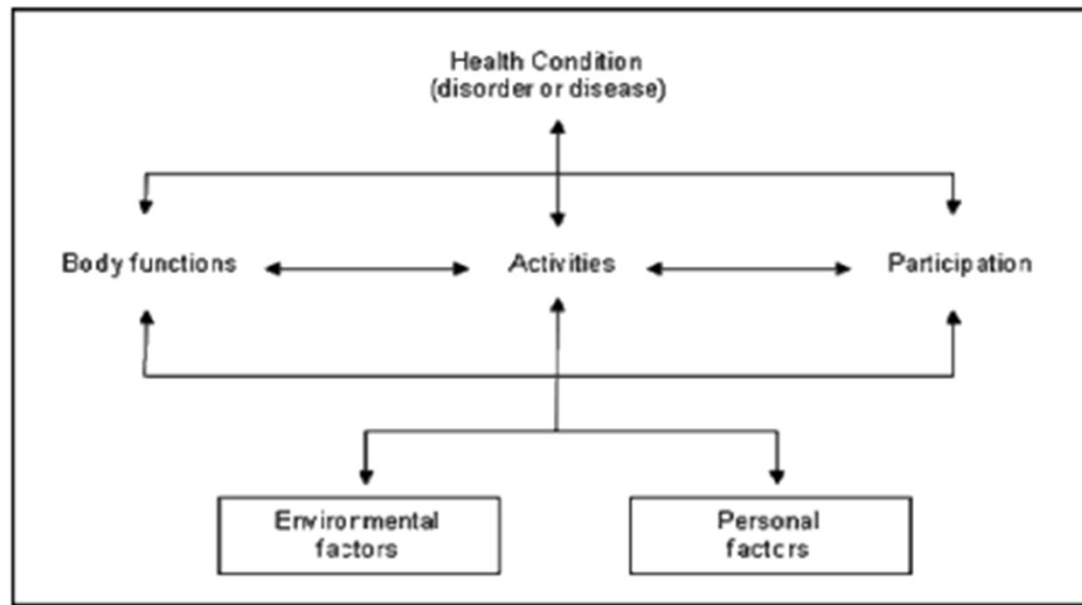 Health Condition
(disorder or disease)
Body functions
Activities
Participation
Environmental
factors
Personal
factors